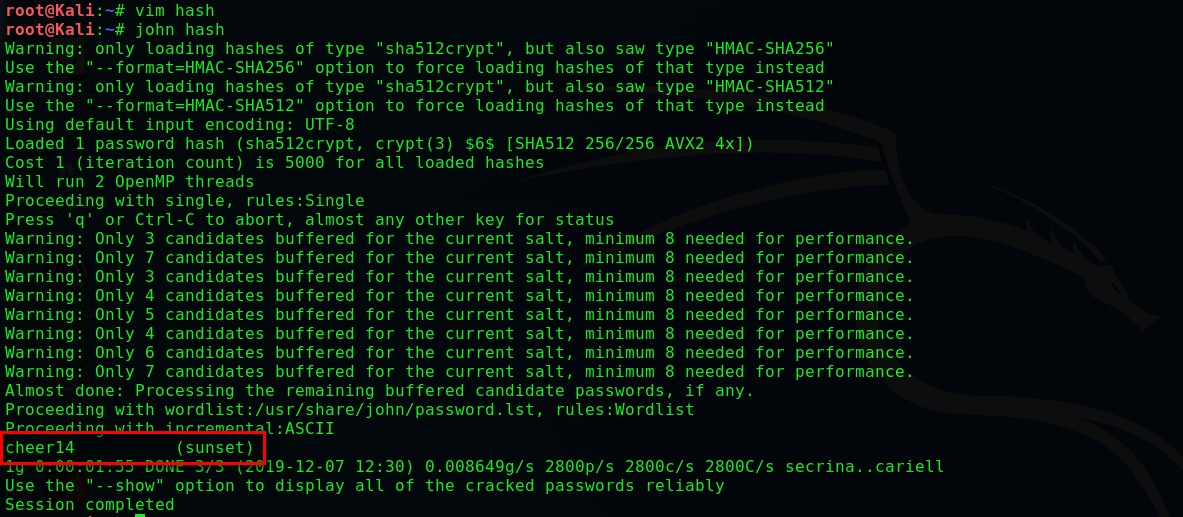 root@Kali:~# vim hash
root@Kali:~# john hash
Warning: only loading hashes of type "sha512crypt", but also saw type "HMAC-SHA256"
Use the "--format=HMAC-SHA256" option to force loading hashes of that type instead
Warning: only loading hashes of type "sha512crypt", but also saw type "HMAC-SHA512"
Use the "--format=HMAC-SHA512" option to force loading hashes of that type instead
Using default input encoding: UTF-8
Loaded 1 password hash (sha512crypt, crypt(3) $6$ [SHA512 256/256 AVX2 4x])
Cost 1 (iteration count) is 5000 for all loaded hashes
Will run 2 OpenMP threads
Proceeding with single, rules:Single
Press 'q' or Ctrl-C to abort, almost any other key for status
Warning: Only 3 candidates buffered for the current salt, minimum 8 needed for performance.
Warning: Only 7 candidates buffered for the current salt, minimum 8 needed for performance.
Warning: Only 3 candidates buffered for the current salt, minimum 8 needed for performance.
Warning: Only 4 candidates buffered for the current salt, minimum 8 needed for performance.
Warning: Only 5 candidates buffered for the current salt, minimum 8 needed for performance.
Warning: Only 4 candidates buffered for the current salt, minimum 8 needed for performance.
Warning: Only 6 candidates buffered for the current salt, minimum 8 needed for performance.
Warning: Only 7 candidates buffered for the current salt, minimum 8 needed for performance.
Almost done: Processing the remaining buffered candidate passwords, if any.
Proceeding with wordlist:/usr/share/john/password.lst, rules:Wordlist
Proceeding with incremental:ASCII
cheer14          (sunset)
1g 0:00:01:55 DONE 3/3 (2019-12-07 12:30) 0.008649g/s 2800p/s 2800c/s 2800C/s secrina..cariell
Use the "--show" option to display all of the cracked passwords reliably
Session completed